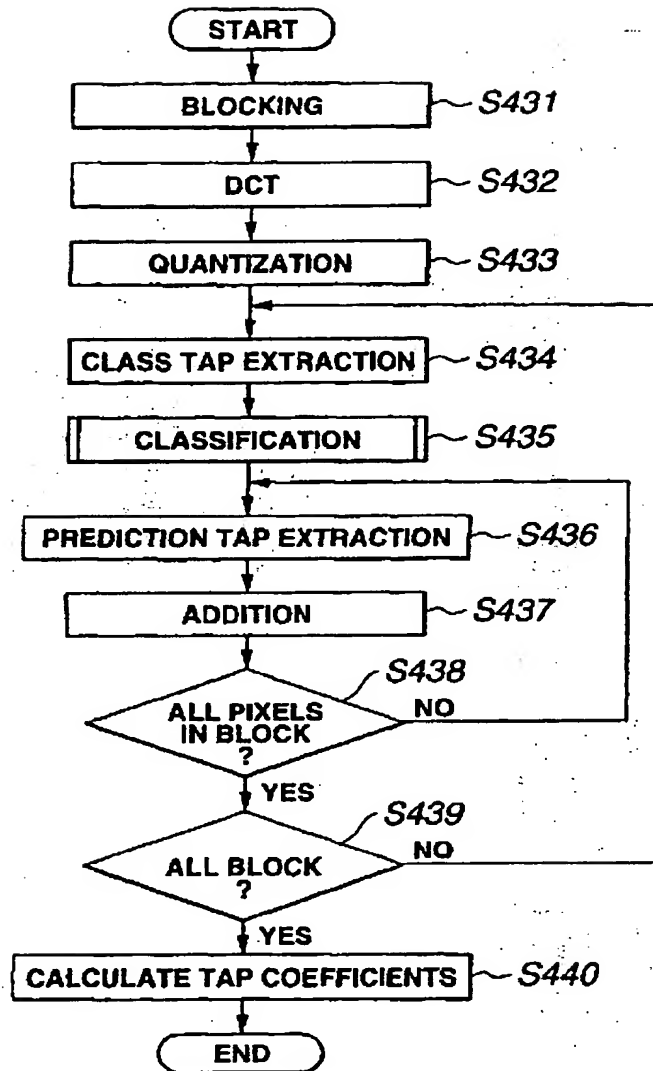 START
BLOCKING S431
DCT S432
QUANTIZATION S433
CLASS TAP EXTRACTION S434
CLASSIFICATION S435
PREDICTION TAP EXTRACTION S436
ADDITION S437
S438
ALL PIXELS
IN BLOCK
?
NO
YES
S439
ALL BLOCK
?
NO
YES
CALCULATE TAP COEFFICIENTS S440
END